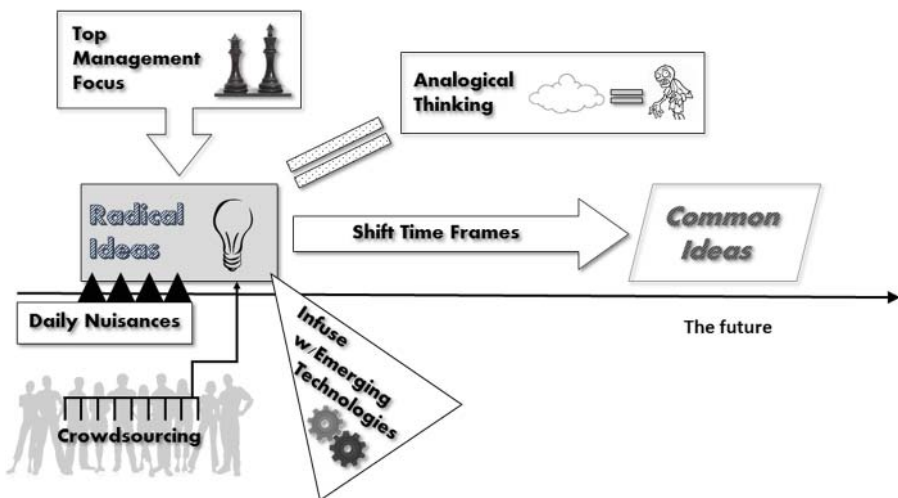 Top
Management
Focus
Analogical
Thinking
Radical
Ideas
Shift Time Frames
Common
Ideas
Daily Nuisances
The future
Infuse
w/Emerging
Technologies
Crowdsourcing